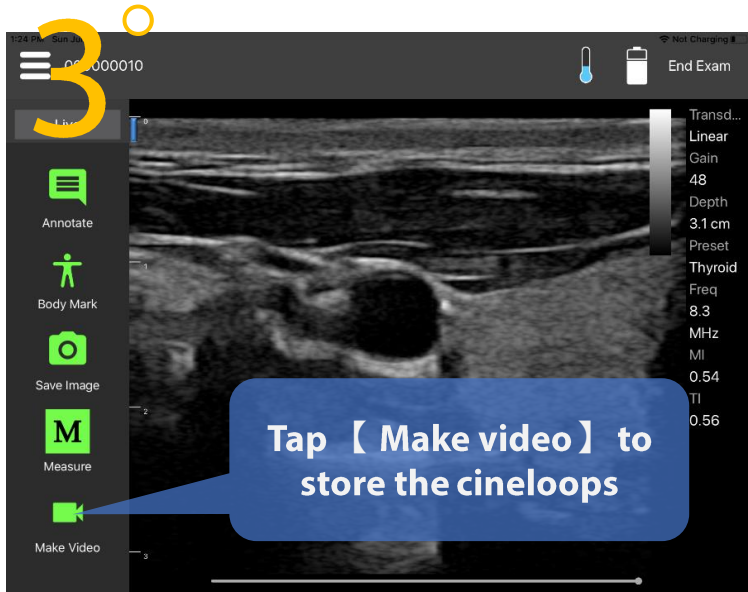 3°
1:24 PM Sun Ju
Not Charging
000000010
End Exam
Live
Annotate
Body Mark
Save Image
M
Measure
Make Video
0
1
2
3
Transd...
Linear
Gain
48
Depth
3.1 cm
Preset
Thyroid
Freq
8.3
MHz
MI
0.54
TI
0.56
Tap 【 Make video】 to
store the cineloops